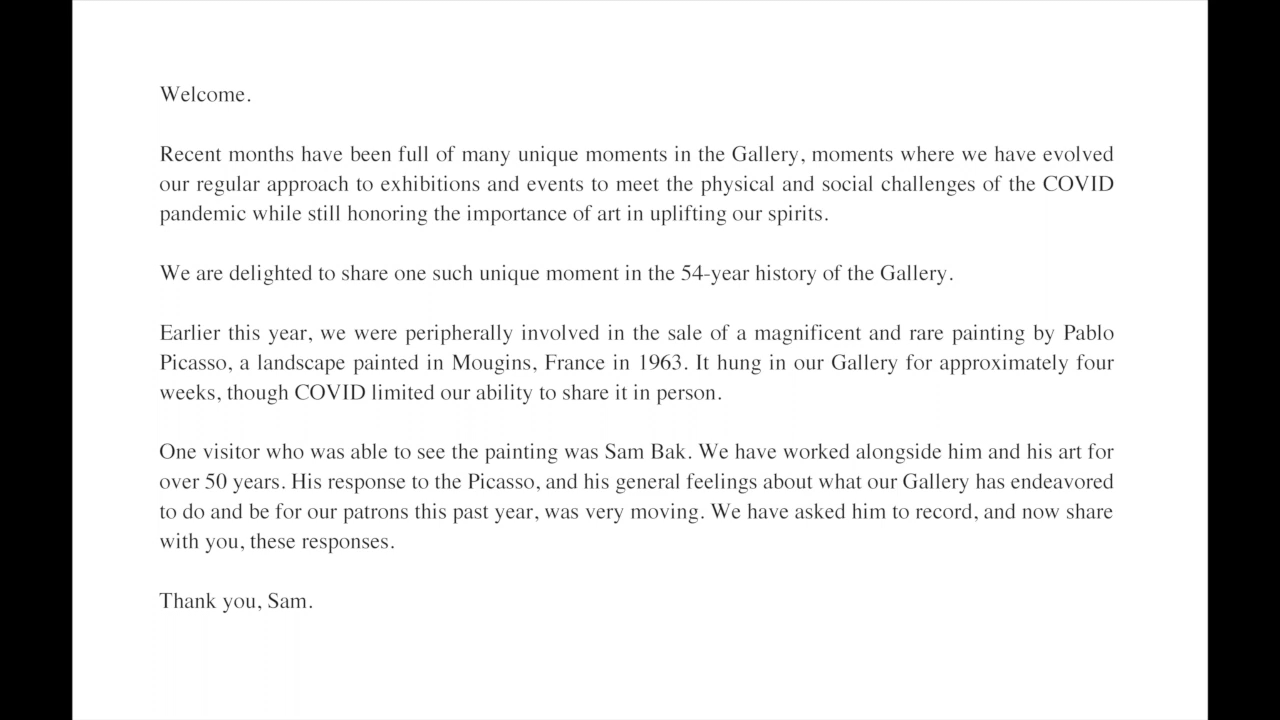 Welcome.
Recent months have been full of many unique moments in the Gallery, moments where we have evolved
our regular approach to exhibitions and events to meet the physical and social challenges of the COVID
pandemic while still honoring the importance of art in uplifting our spirits.
We are delighted to share one such unique moment in the 54-year history of the Gallery.
Earlier this year, we were peripherally involved in the sale of a magnificent and rare painting by Pablo
Picasso, a landscape painted in Mougins, France in 1963. It hung in our Gallery for approximately four
weeks, though COVID limited our ability to share it in person.
One visitor who was able to see the painting was Sam Bak. We have worked alongside him and his art for
over 50 years. His response to the Picasso, and his general feelings about what our Gallery has endeavored
to do and be for our patrons this past year, was very moving. We have asked him to record, and now share
with you, these responses.
Thank you, Sam.